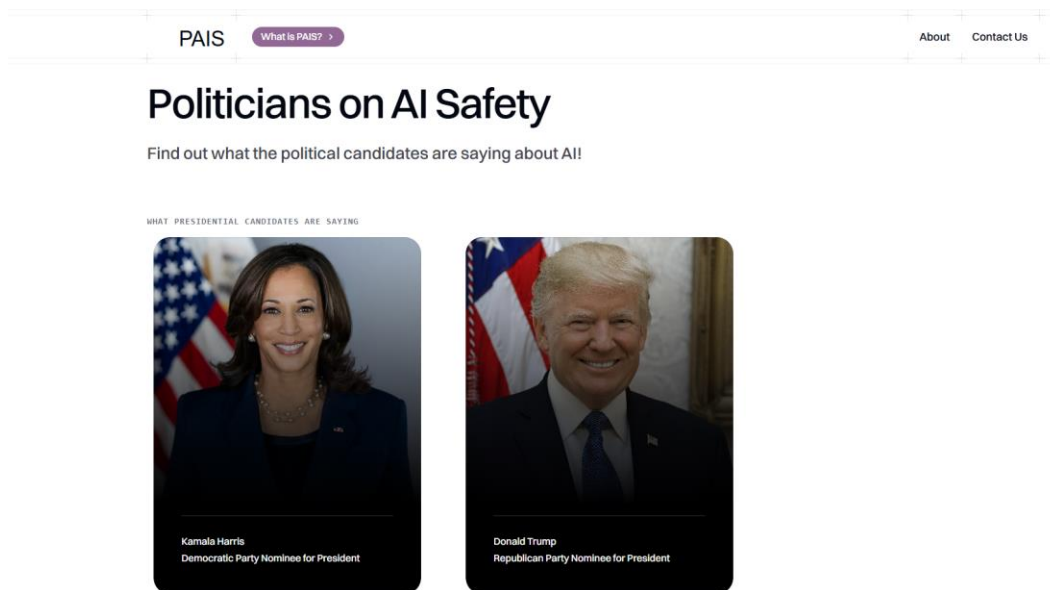 PAIS
What is PAIS? >
About
Contact Us
Politicians on AI Safety
Find out what the political candidates are saying about AI!
WHAT PRESIDENTIAL CANDIDATES ARE SAYING
Kamala Harris
Democratic Party Nominee for President
Donald Trump
Republican Party Nominee for President